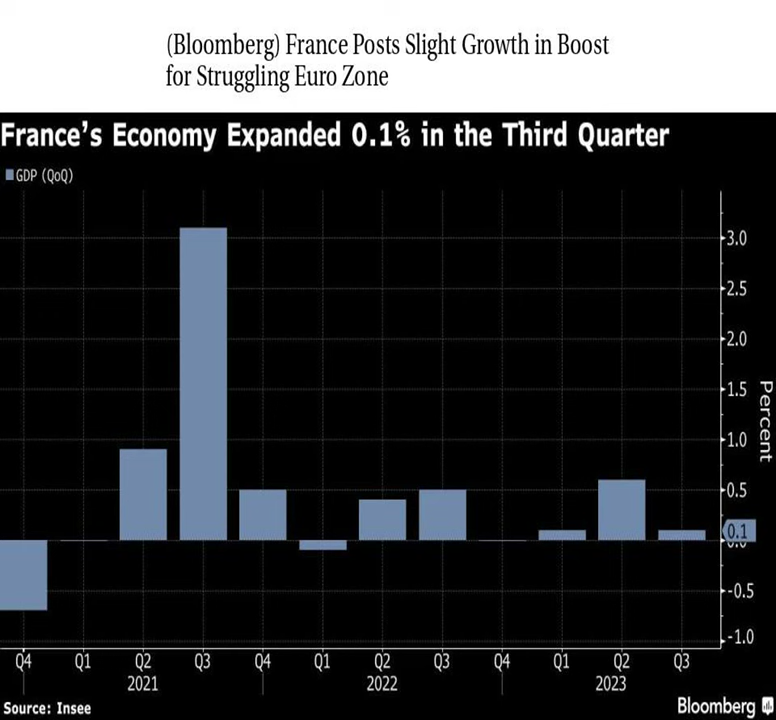 (Bloomberg) France Posts Slight Growth in Boost
for Struggling Euro Zone
France's Economy Expanded 0.1% in the Third Quarter
GDP (QoQ)
3.0
2.5
2.0
1.5
1.0
0.5
0.1
0.0
-0.5
-1.0
Percent
Q4 Q1 Q2 Q3 Q4 Q1 Q2 Q3 Q4 Q1 Q2 Q3
2021 2022 2023
Source: Insee
Bloomberg